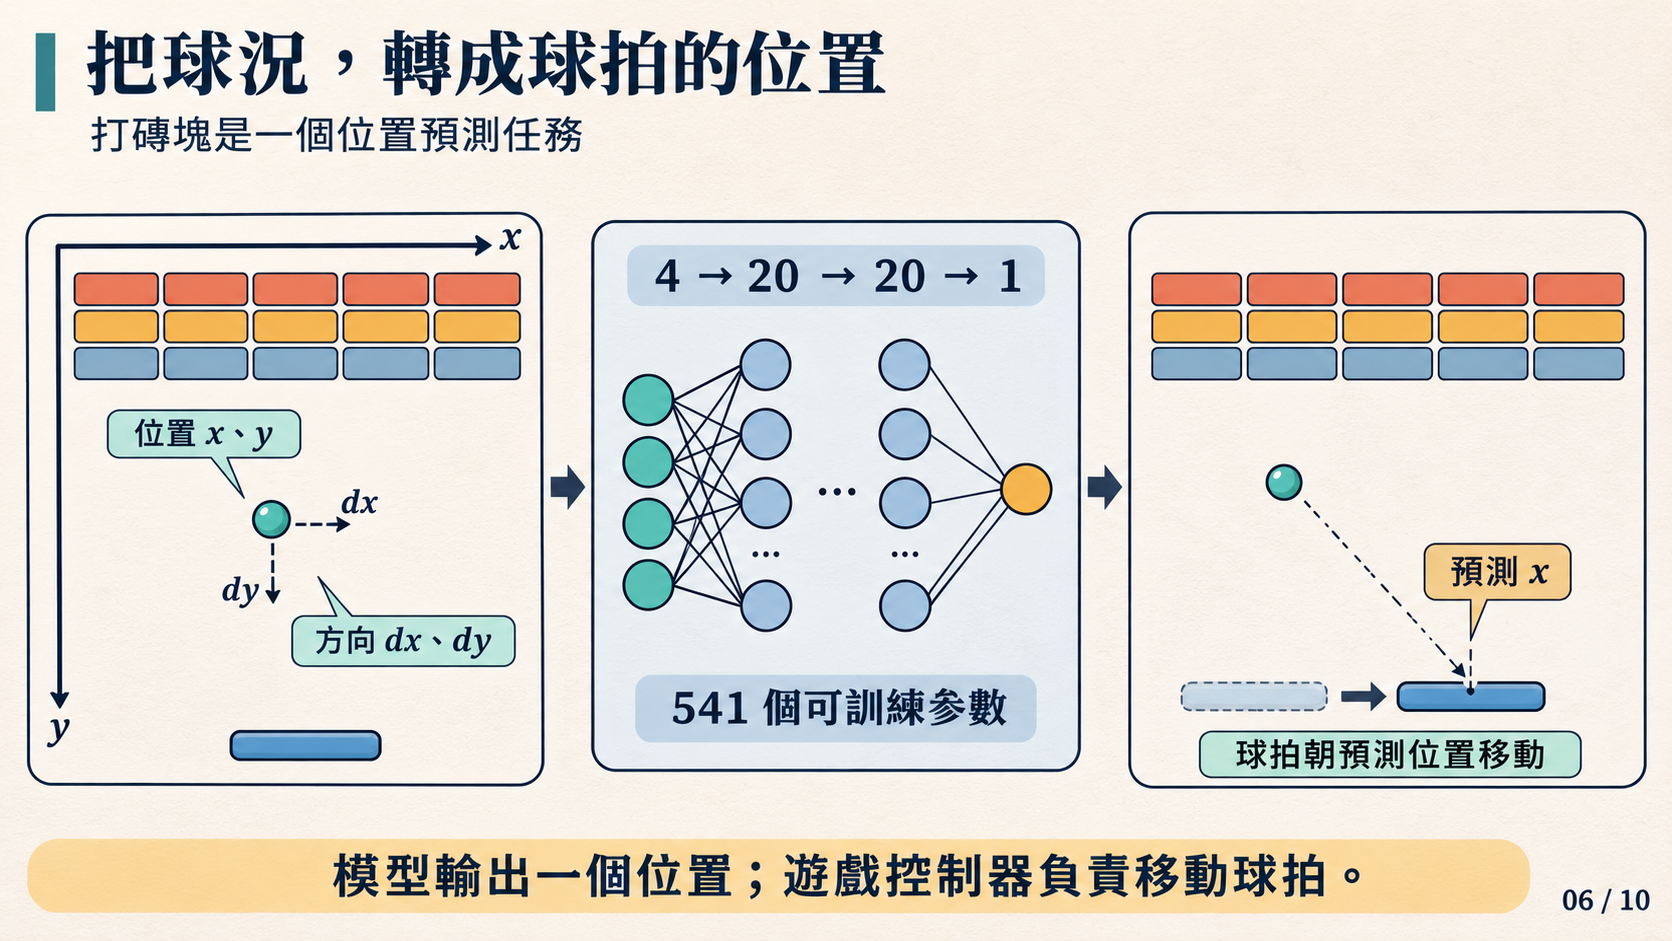 把球況，轉成球拍的位置
打磚塊是一個位置預測任務
x
位置 x、y
dx
dy
方向 dx、dy
y
4 → 20 → 20 → 1
...
...
...
541 個可訓練參數
預測 x
球拍朝預測位置移動
模型輸出一個位置；遊戲控制器負責移動球拍。
06 / 10